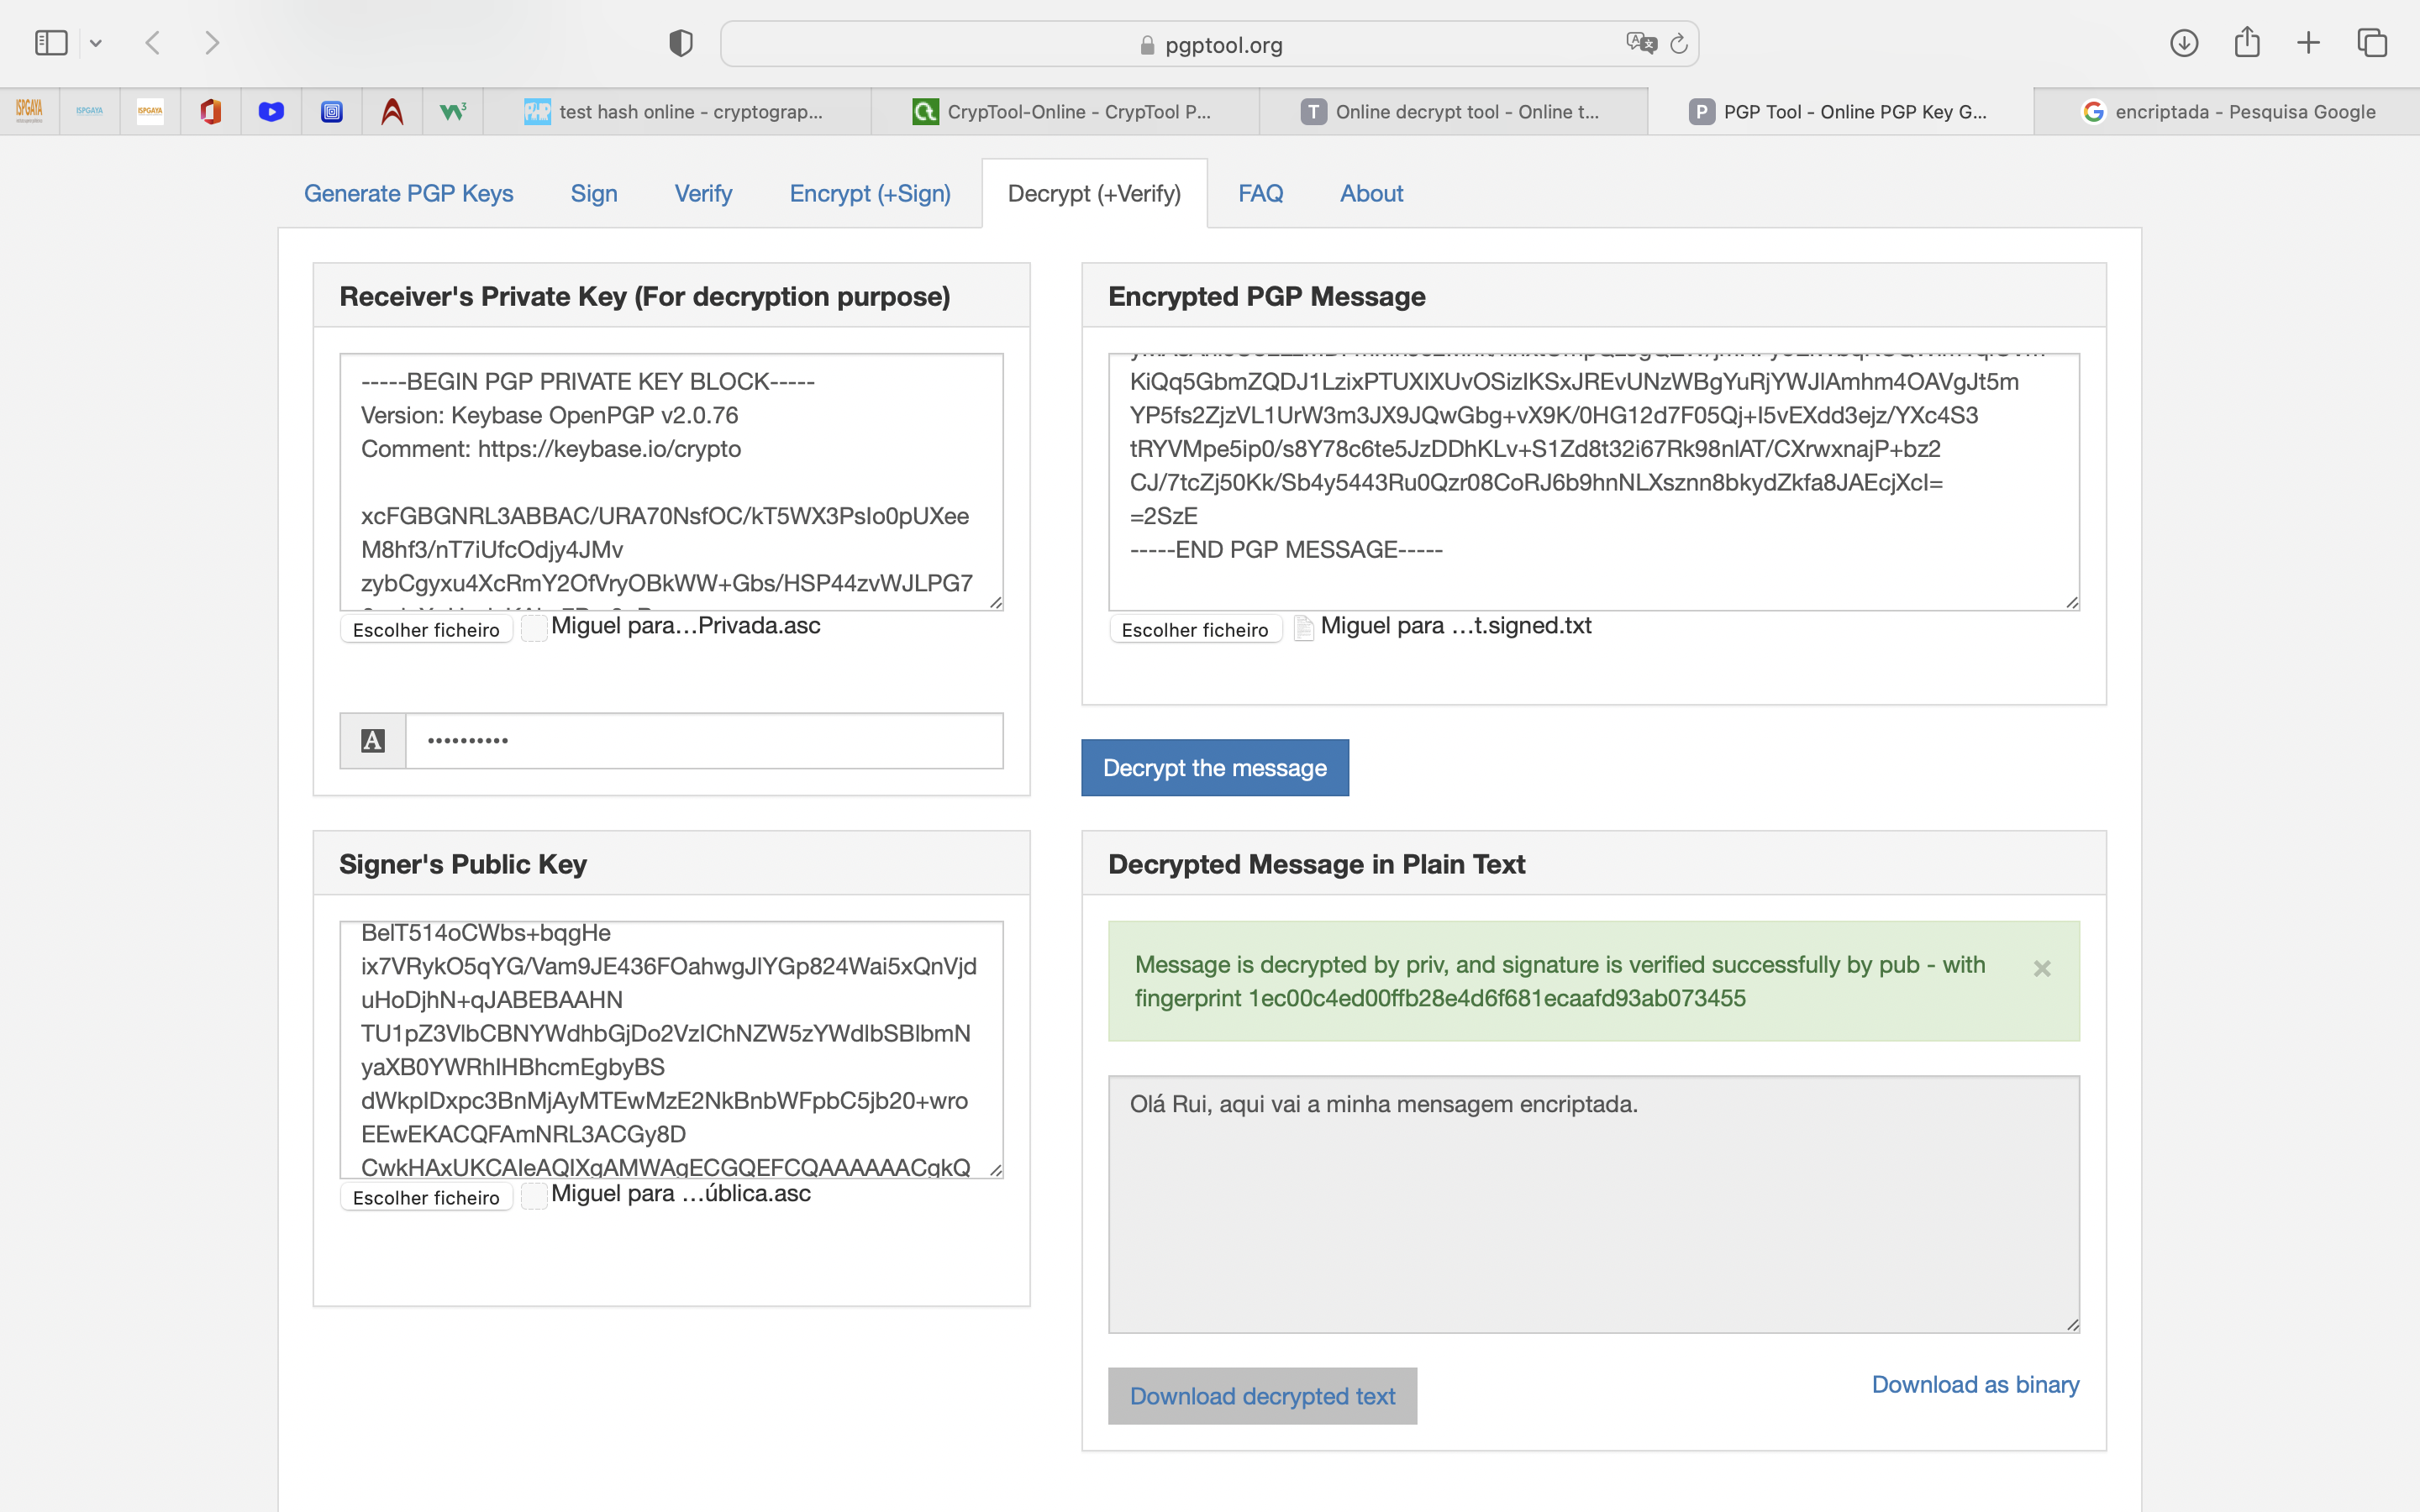 pgptool.org
ISPGAYA
ISPGAYA
ISPGAYA
test hash online - cryptograp...
CrypTool-Online - CrypTool P...
T Online decrypt tool - Online t...
P PGP Tool - Online PGP Key G...
encriptada - Pesquisa Google
Generate PGP Keys
Sign
Verify
Encrypt (+Sign)
Decrypt (+Verify)
FAQ
About
Receiver's Private Key (For decryption purpose)
-----BEGIN PGP PRIVATE KEY BLOCK-----
Version: Keybase OpenPGP v2.0.76
Comment: https://keybase.io/crypto
xcFGBGNRL3ABBAC/URA70NsfOC/kT5WX3PsIo0pUXee
M8hf3/nT7iUfcOdjy4JMv
zybCgyxu4XcRmY2OfVryOBkWW+Gbs/HSP44zvWJLPG7
Escolher ficheiro Miguel para...Privada.asc
••••••••••
Encrypted PGP Message
KiQq5GbmZQDJ1LzixPTUXIXUvOSizIKSxJREvUNzWBgYuRjYWJlAmhm4OAVgJt5m
YP5fs2ZjzVL1UrW3m3JX9JQwGbg+vX9K/0HG12d7F05Qj+I5vEXdd3ejz/YXc4S3
tRYVMpe5ip0/s8Y78c6te5JzDDhKLv+S1Zd8t32i67Rk98nlAT/CXrwxnajP+bz2
CJ/7tcZj50Kk/Sb4y5443Ru0Qzr08CoRJ6b9hnNLXsznn8bkydZkfa8JAEcjXcI=
=2SzE
-----END PGP MESSAGE-----
Escolher ficheiro Miguel para ...t.signed.txt
Decrypt the message
Signer's Public Key
BelT514oCWbs+bqgHe
ix7VRykO5qYG/Vam9JE436FOahwgJlYGp824Wai5xQnVjd
uHoDjhN+qJABEBAAHN
TU1pZ3VlbCBNYWdhbGjDo2VzIChNZW5zYWdlbSBlbmN
yaXB0YWRhIHBhcmEgbyBS
dWkpIDxpc3BnMjAyMTEwMzE2NkBnbWFpbC5jb20+wro
EEwEKACQFAmNRL3ACGy8D
CwkHAxUKCAIeAQIXgAMWAgECGQEFCQAAAAAACgkQ
Escolher ficheiro Miguel para ...ública.asc
Decrypted Message in Plain Text
Message is decrypted by priv, and signature is verified successfully by pub - with
fingerprint 1ec00c4ed00ffb28e4d6f681ecaafd93ab073455
Olá Rui, aqui vai a minha mensagem encriptada.
Download decrypted text
Download as binary